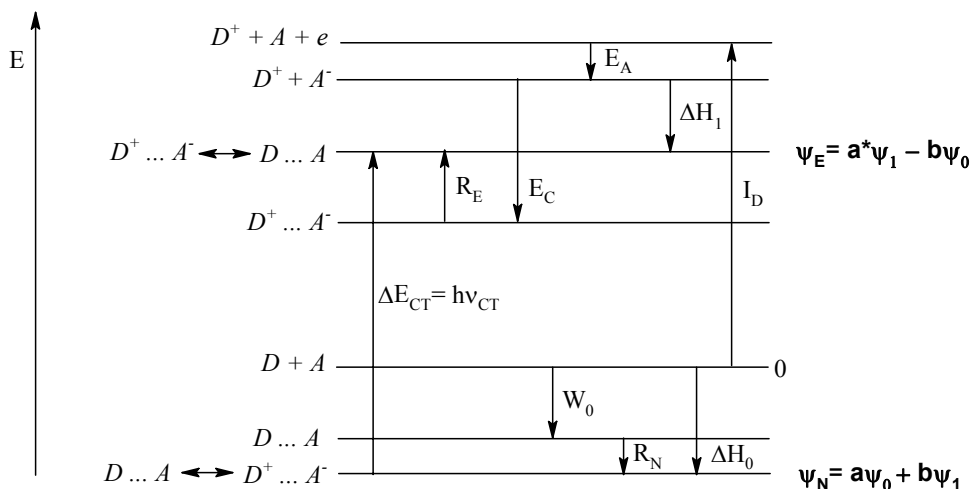 D⁺ + A + e
E
E_A
D⁺ + A⁻
ΔH₁
D⁺ ... A⁻ ↔ D ... A
ψ_E = a*ψ₁ − bψ₀
R_E
E_C
I_D
D⁺ ... A⁻
ΔE_CT = hν_CT
D + A
0
W₀
D ... A
R_N
ΔH₀
D ... A ↔ D⁺ ... A⁻
ψ_N = aψ₀ + bψ₁